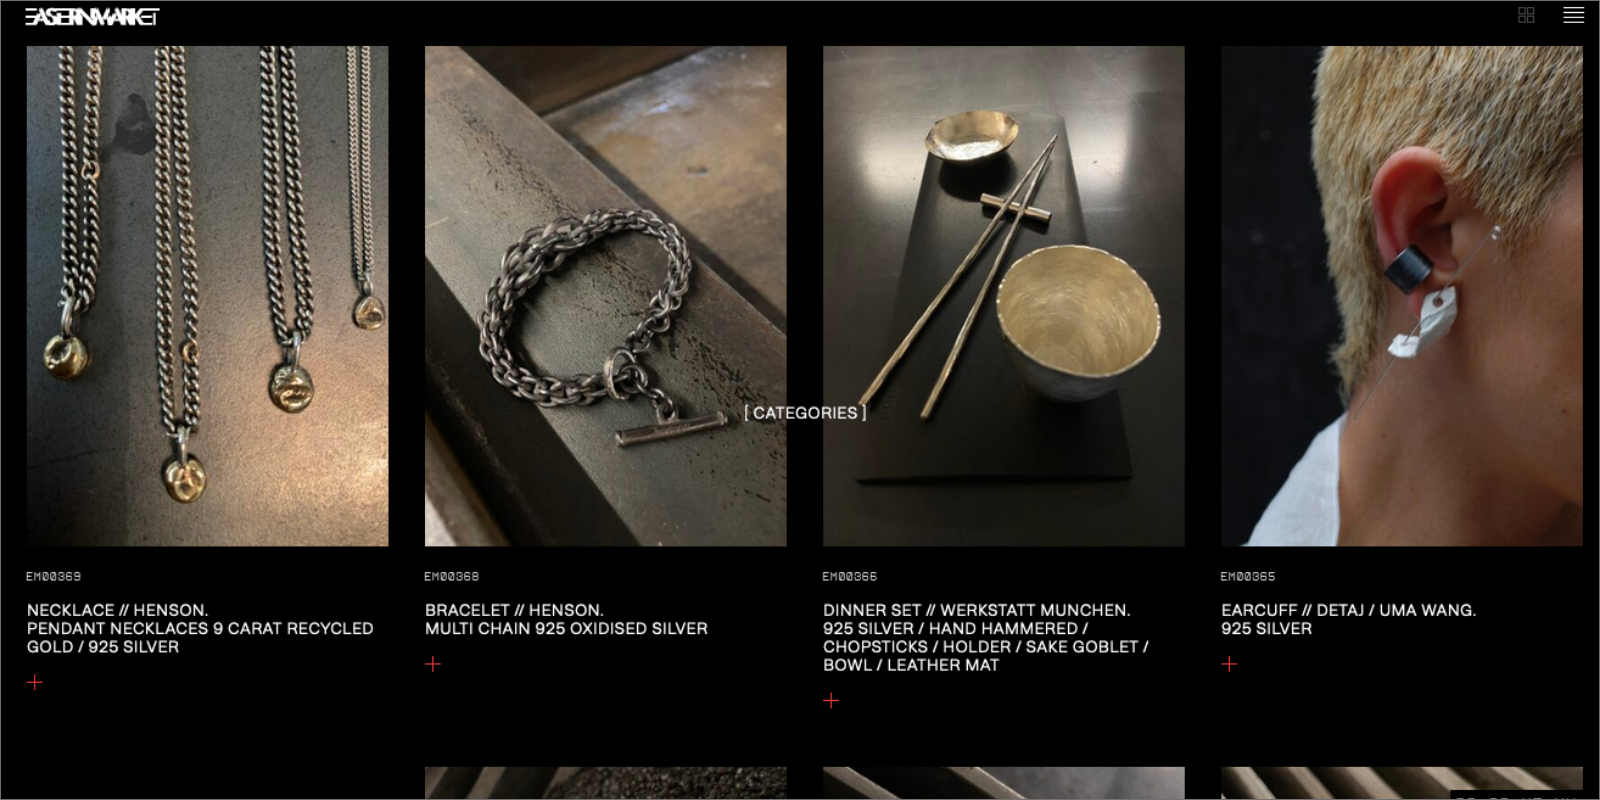 EASTERNMARKET
[ CATEGORIES ]
EM00369
NECKLACE // HENSON.
PENDANT NECKLACES 9 CARAT RECYCLED
GOLD / 925 SILVER
EM00368
BRACELET // HENSON.
MULTI CHAIN 925 OXIDISED SILVER
EM00366
DINNER SET // WERKSTATT MUNCHEN.
925 SILVER / HAND HAMMERED /
CHOPSTICKS / HOLDER / SAKE GOBLET /
BOWL / LEATHER MAT
EM00365
EARCUFF // DETAJ / UMA WANG.
925 SILVER